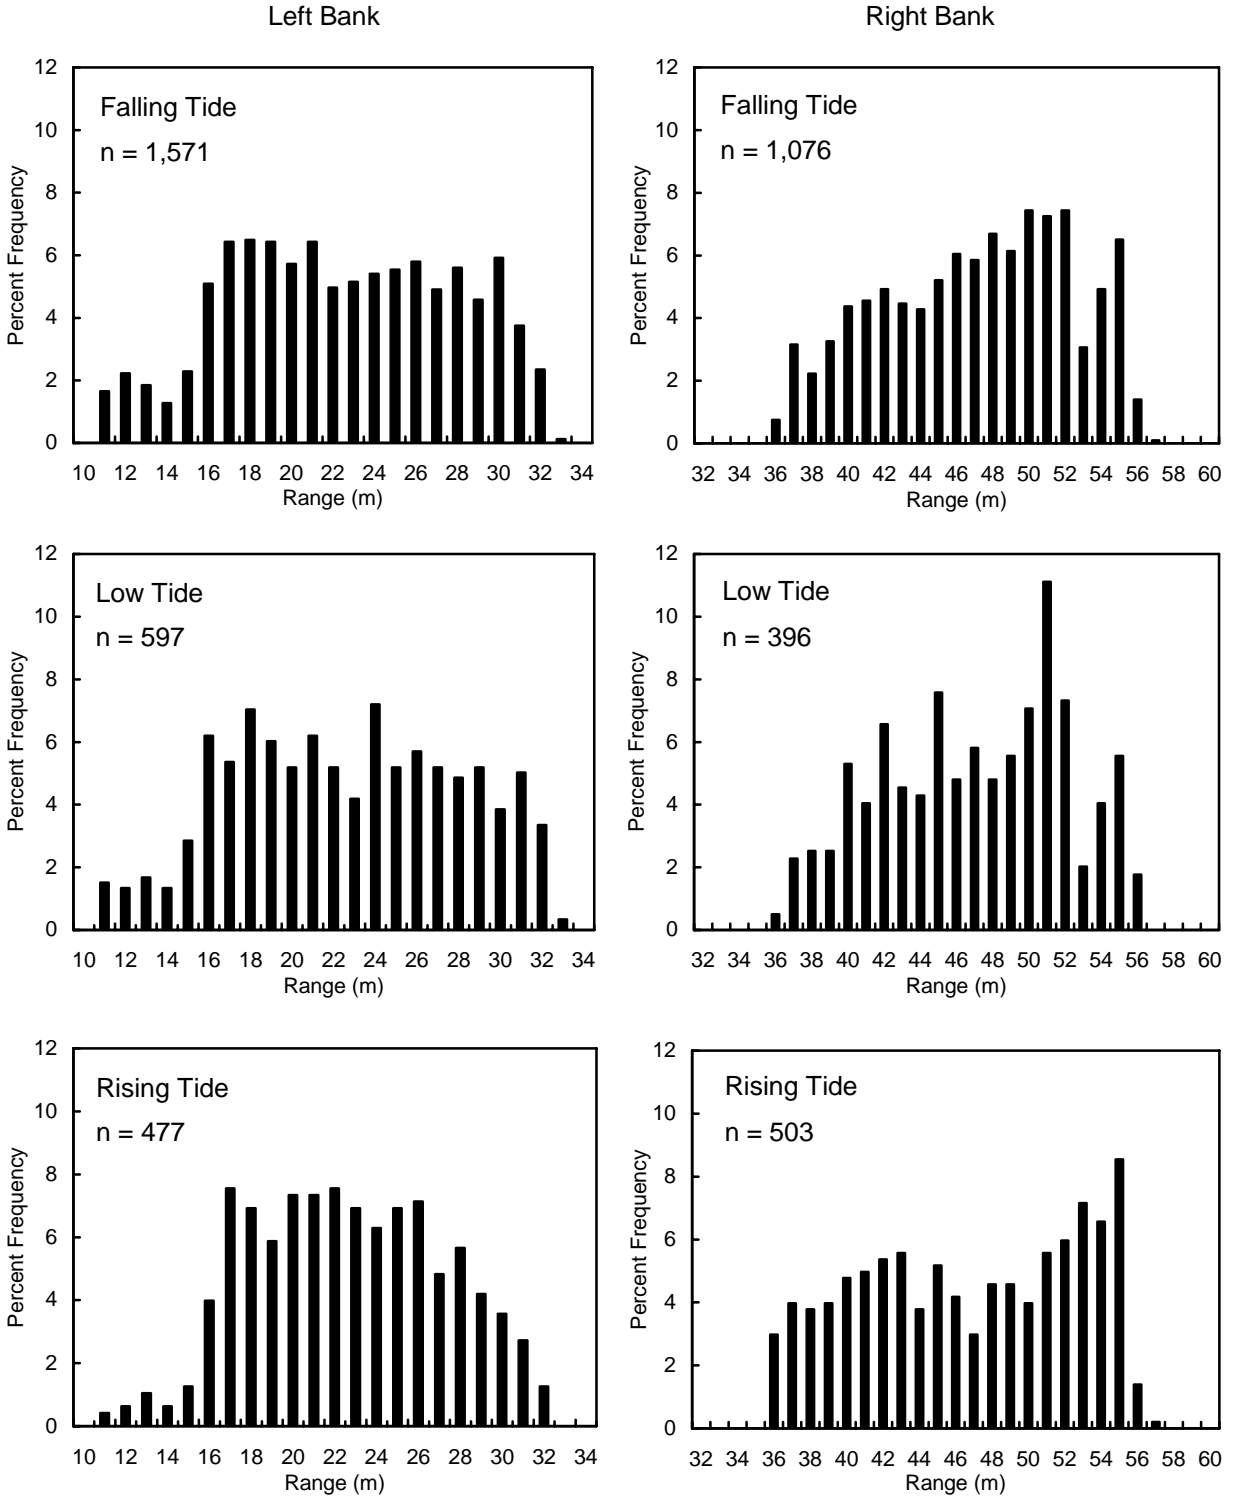 Left Bank
Right Bank
Falling Tide
n = 1,571
Percent Frequency
12
10
8
6
4
2
0
10 12 14 16 18 20 22 24 26 28 30 32 34
Range (m)
Falling Tide
n = 1,076
Percent Frequency
12
10
8
6
4
2
0
32 34 36 38 40 42 44 46 48 50 52 54 56 58 60
Range (m)
Low Tide
n = 597
Percent Frequency
12
10
8
6
4
2
0
10 12 14 16 18 20 22 24 26 28 30 32 34
Range (m)
Low Tide
n = 396
Percent Frequency
12
10
8
6
4
2
0
32 34 36 38 40 42 44 46 48 50 52 54 56 58 60
Range (m)
Rising Tide
n = 477
Percent Frequency
12
10
8
6
4
2
0
10 12 14 16 18 20 22 24 26 28 30 32 34
Range (m)
Rising Tide
n = 503
Percent Frequency
12
10
8
6
4
2
0
32 34 36 38 40 42 44 46 48 50 52 54 56 58 60
Range (m)